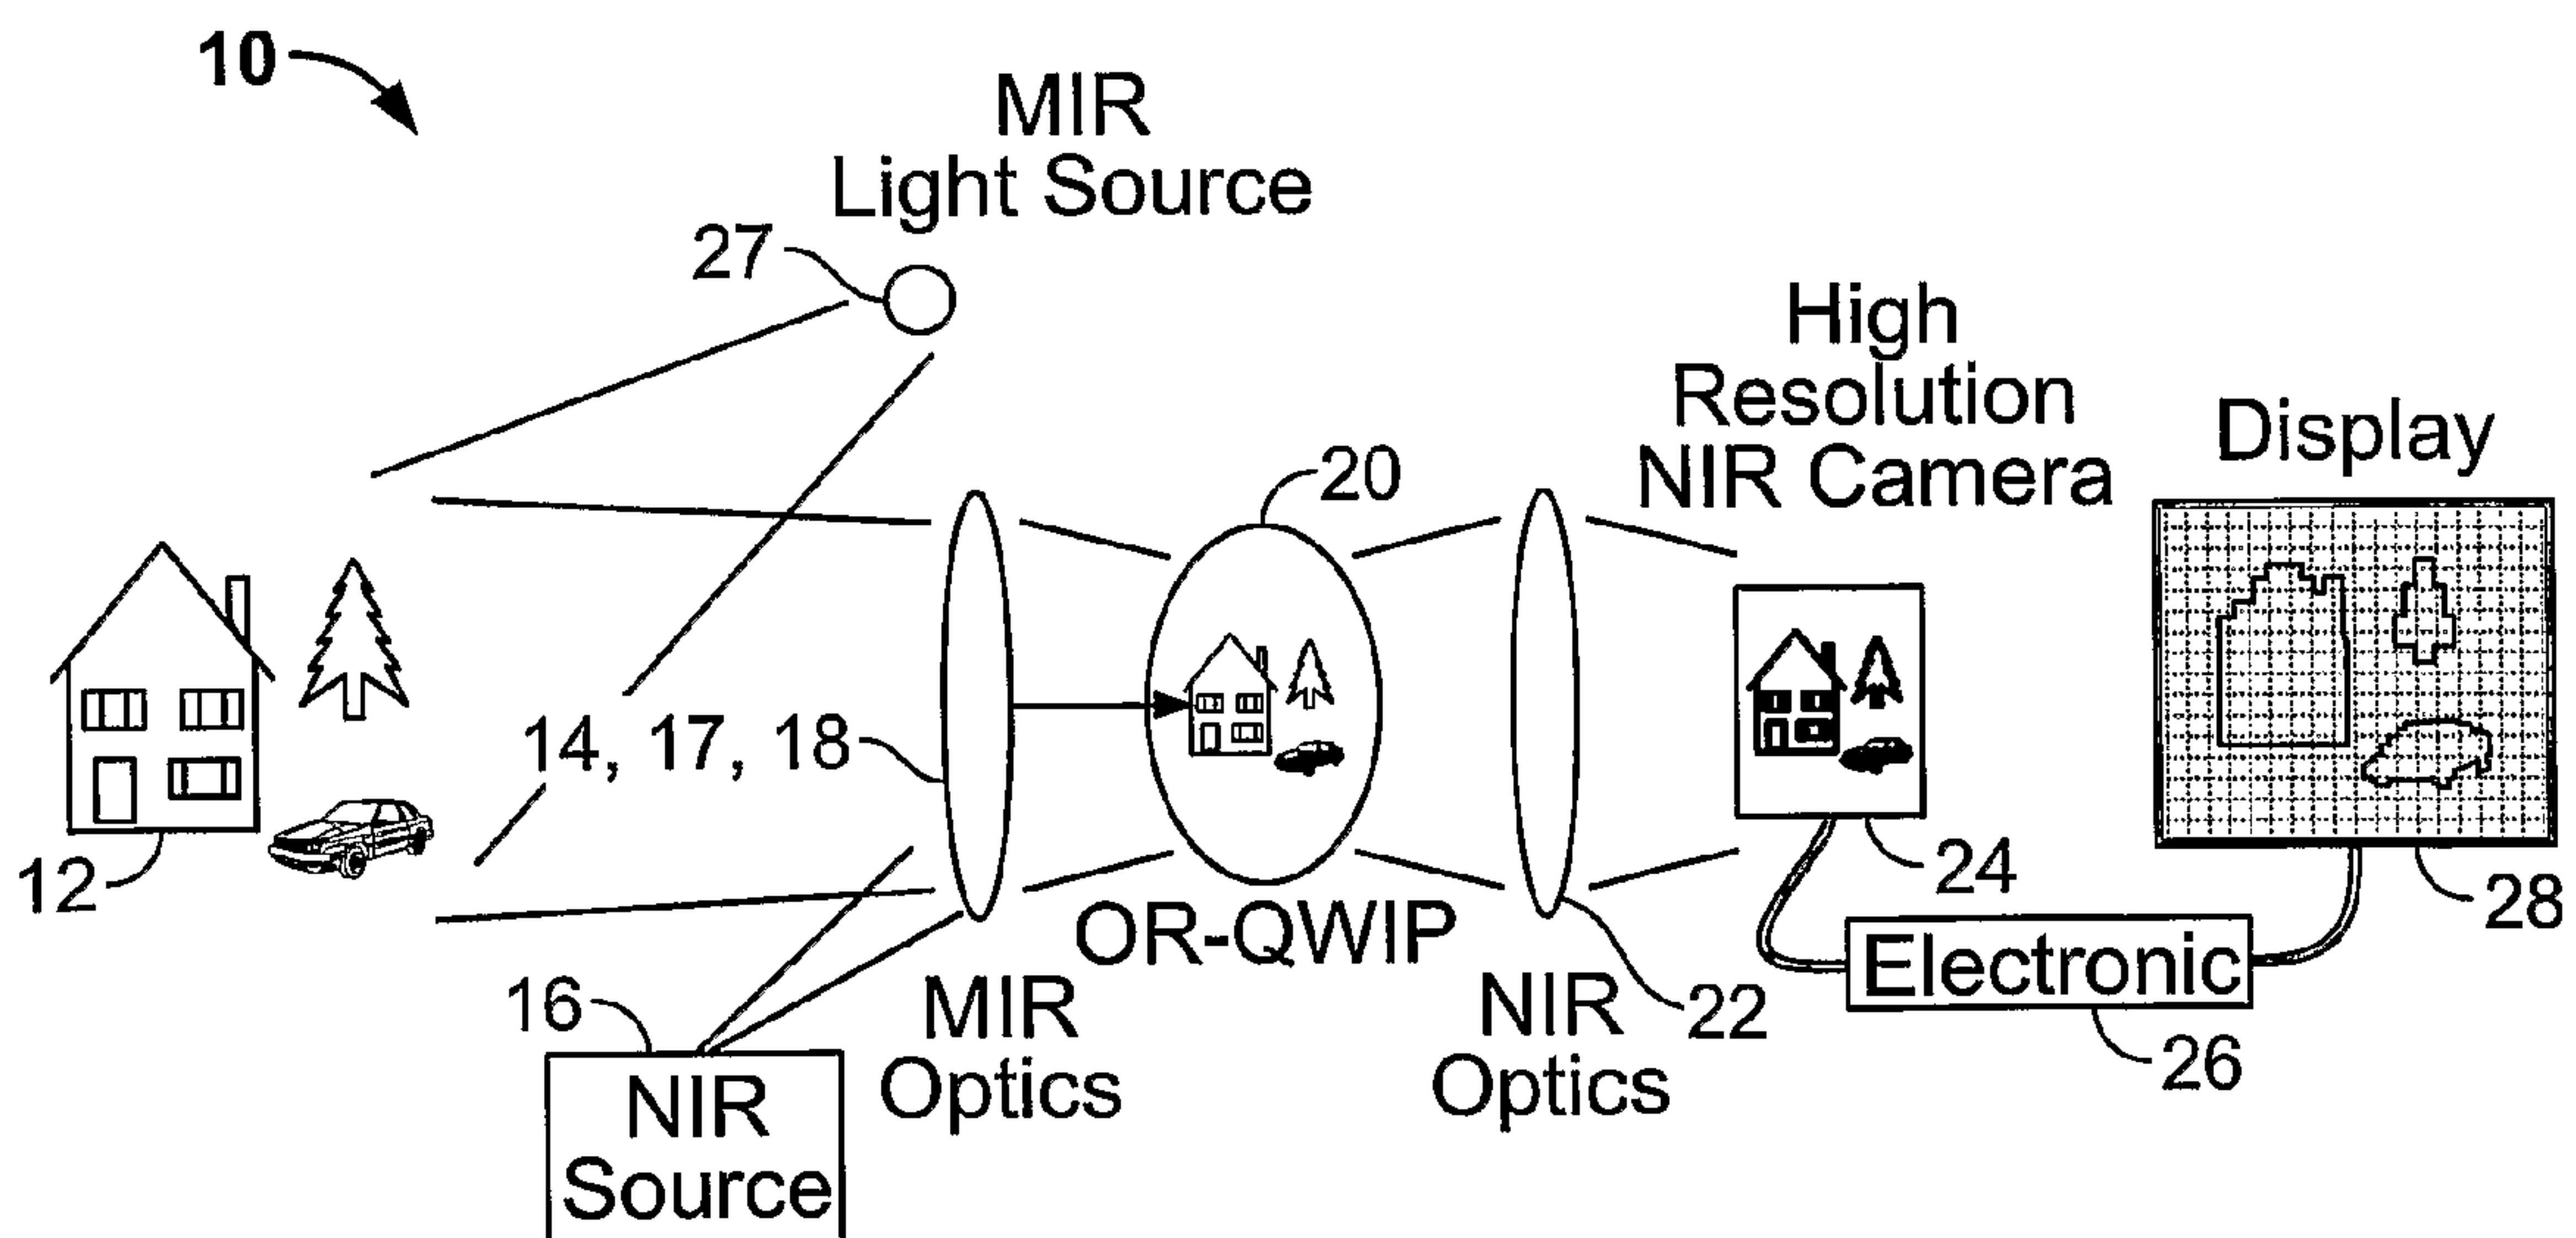 10
MIR
Light Source
27
High
Resolution
NIR Camera
Display
20
14, 17, 18
12
24
28
OR-QWIP
Electronic
16
MIR
Optics
NIR
Optics
22
26
NIR
Source